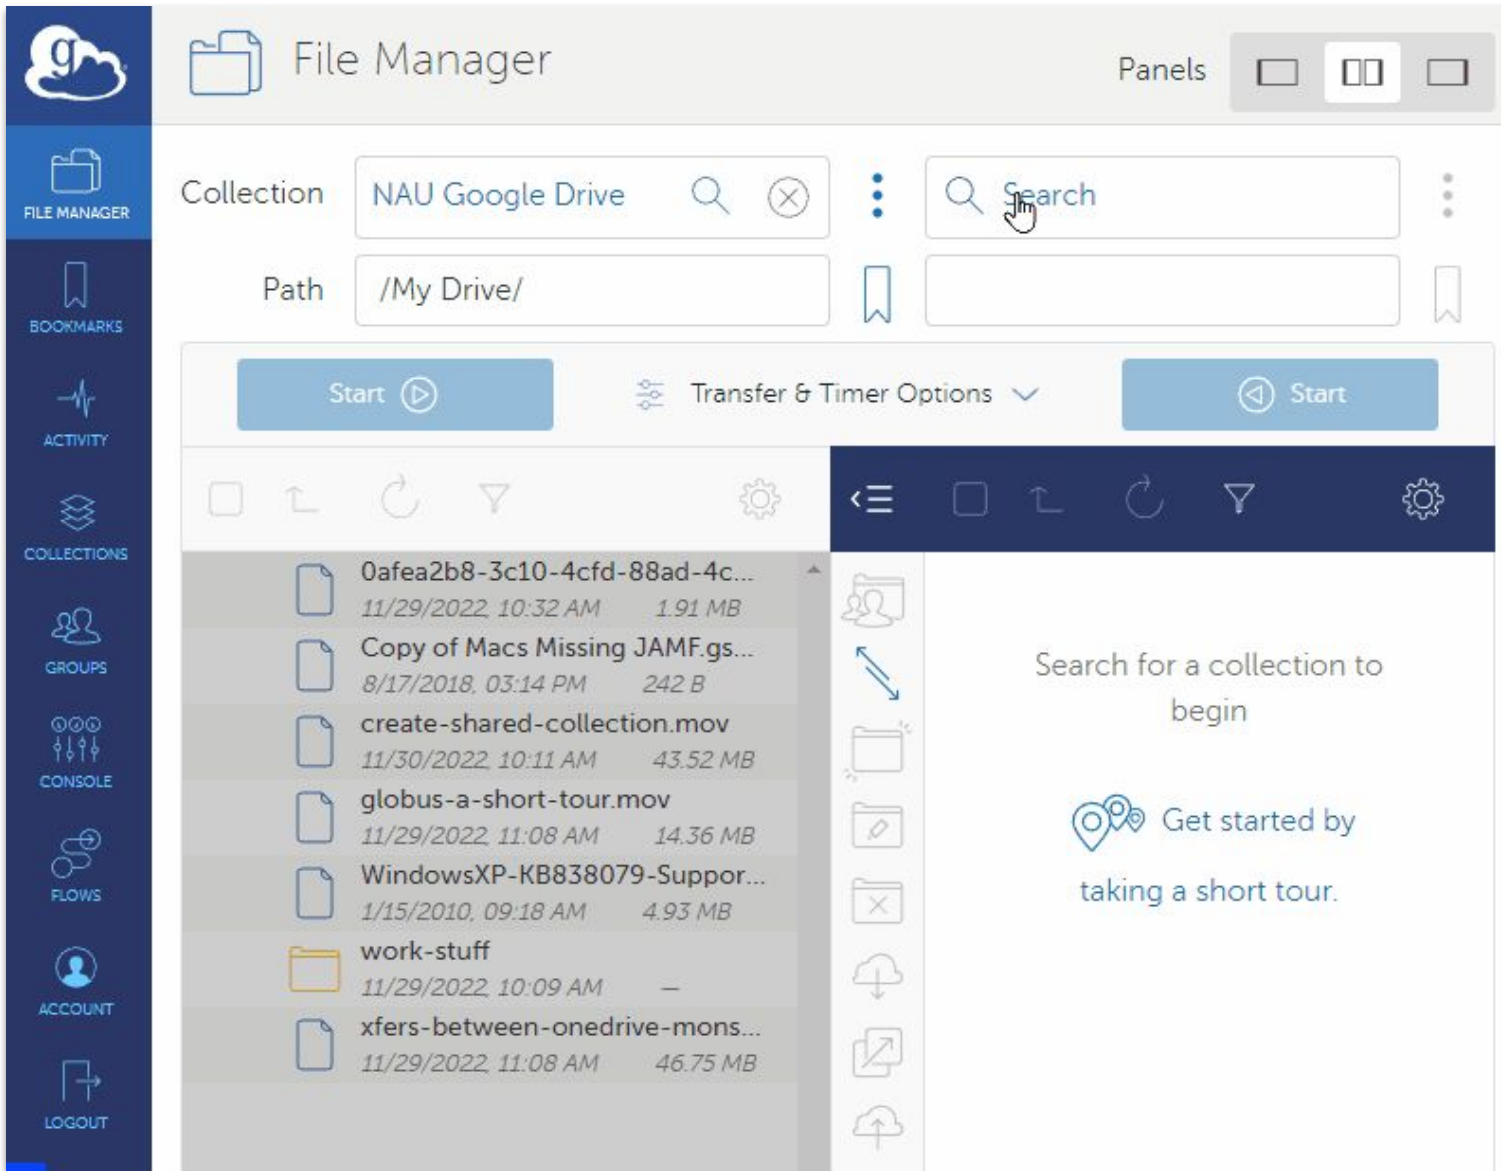 g
File Manager
Panels
FILE MANAGER
Collection
NAU Google Drive
Search
Path
/My Drive/
BOOKMARKS
Start
Transfer & Timer Options
Start
ACTIVITY
COLLECTIONS
0afea2b8-3c10-4cfd-88ad-4c...
11/29/2022, 10:32 AM 1.91 MB
Copy of Macs Missing JAMF.gs...
8/17/2018, 03:14 PM 242 B
create-shared-collection.mov
11/30/2022, 10:11 AM 43.52 MB
globus-a-short-tour.mov
11/29/2022, 11:08 AM 14.36 MB
WindowsXP-KB838079-Suppor...
1/15/2010, 09:18 AM 4.93 MB
work-stuff
11/29/2022, 10:09 AM —
xfers-between-onedrive-mons...
11/29/2022, 11:08 AM 46.75 MB
Search for a collection to
begin
Get started by
taking a short tour.
GROUPS
CONSOLE
FLOWS
ACCOUNT
LOGOUT